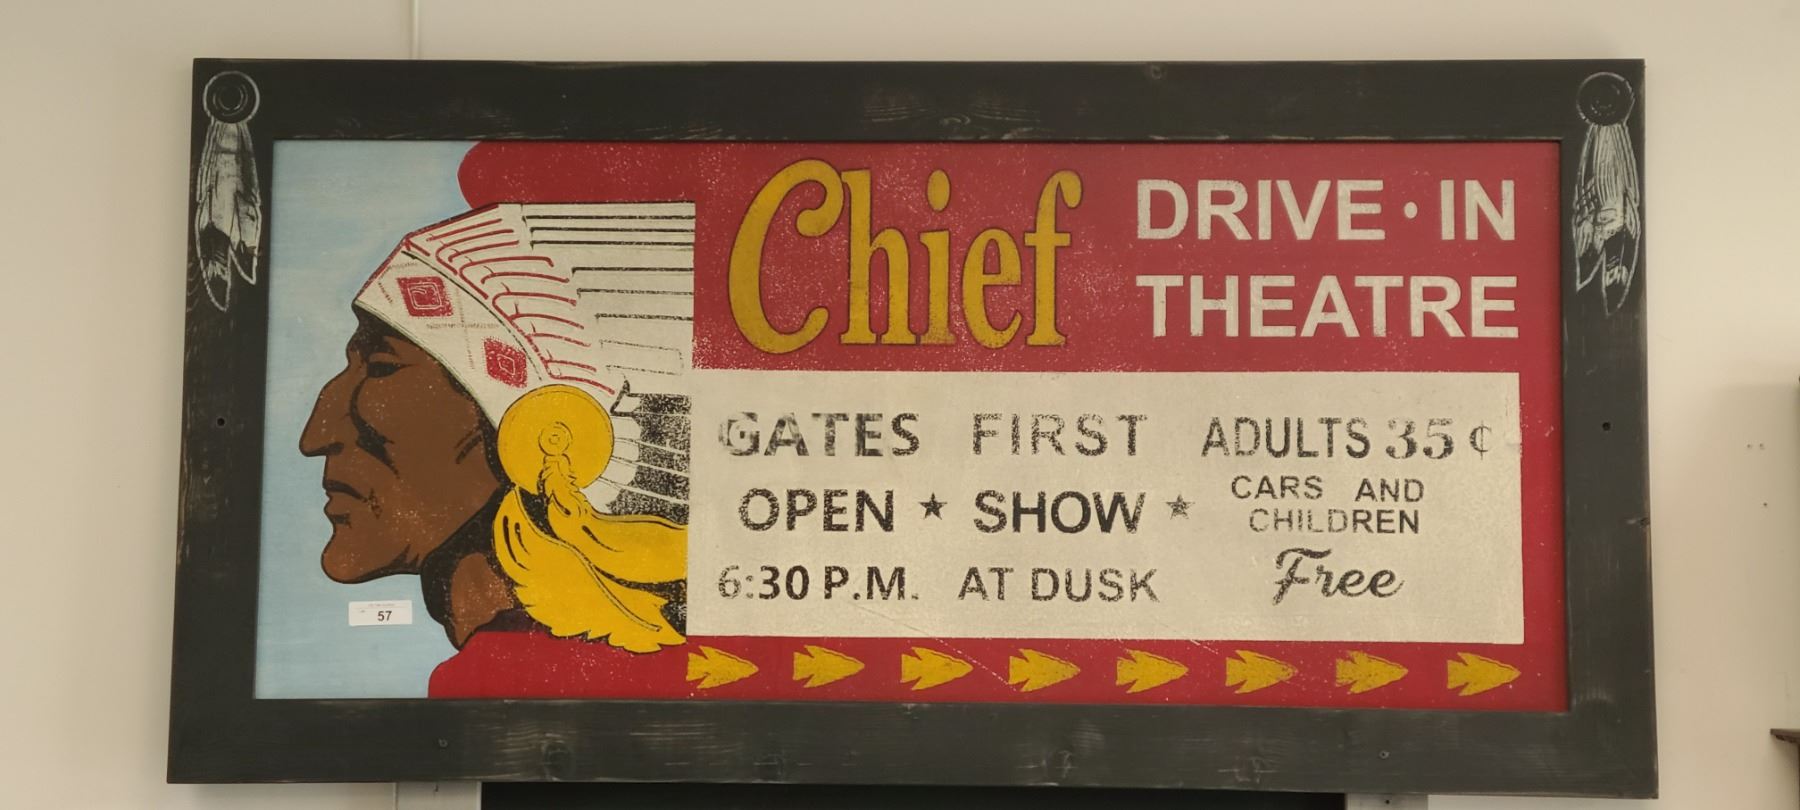 Chief DRIVE·IN
THEATRE
GATES FIRST ADULTS 35¢
OPEN ★ SHOW ★ CARS AND
CHILDREN
6:30 P.M. AT DUSK Free
57